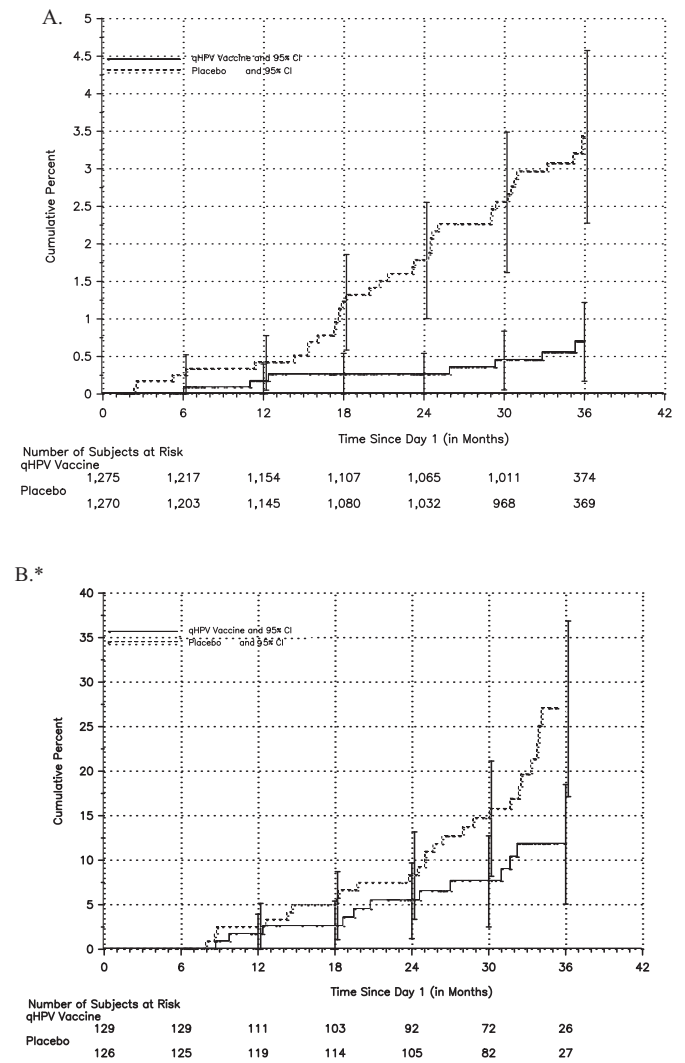 A.
5
4.5
4
3.5
3
2.5
2
1.5
1
0.5
0
Cumulative Percent
qHPV Vaccine and 95% CI
Placebo and 95% CI
0 6 12 18 24 30 36 42
Time Since Day 1 (in Months)
Number of Subjects at Risk
qHPV Vaccine
1,275 1,217 1,154 1,107 1,065 1,011 374
Placebo
1,270 1,203 1,145 1,080 1,032 968 369
B.*
40
35
30
25
20
15
10
5
0
Cumulative Percent
qHPV Vaccine and 95% CI
Placebo and 95% CI
0 6 12 18 24 30 36 42
Time Since Day 1 (in Months)
Number of Subjects at Risk
qHPV Vaccine
129 129 111 103 92 72 26
Placebo
126 125 119 114 105 82 27